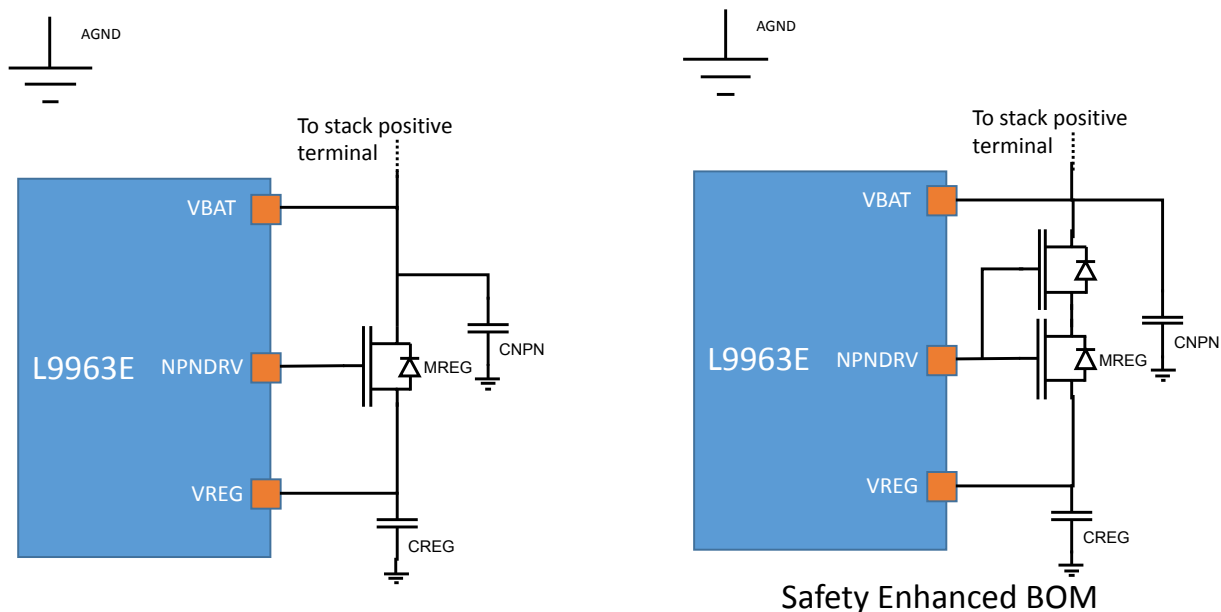 AGND
To stack positive
terminal
VBAT
L9963E
NPNDRV
MREG
CNPN
VREG
CREG
AGND
To stack positive
terminal
VBAT
L9963E
NPNDRV
MREG
CNPN
VREG
CREG
Safety Enhanced BOM